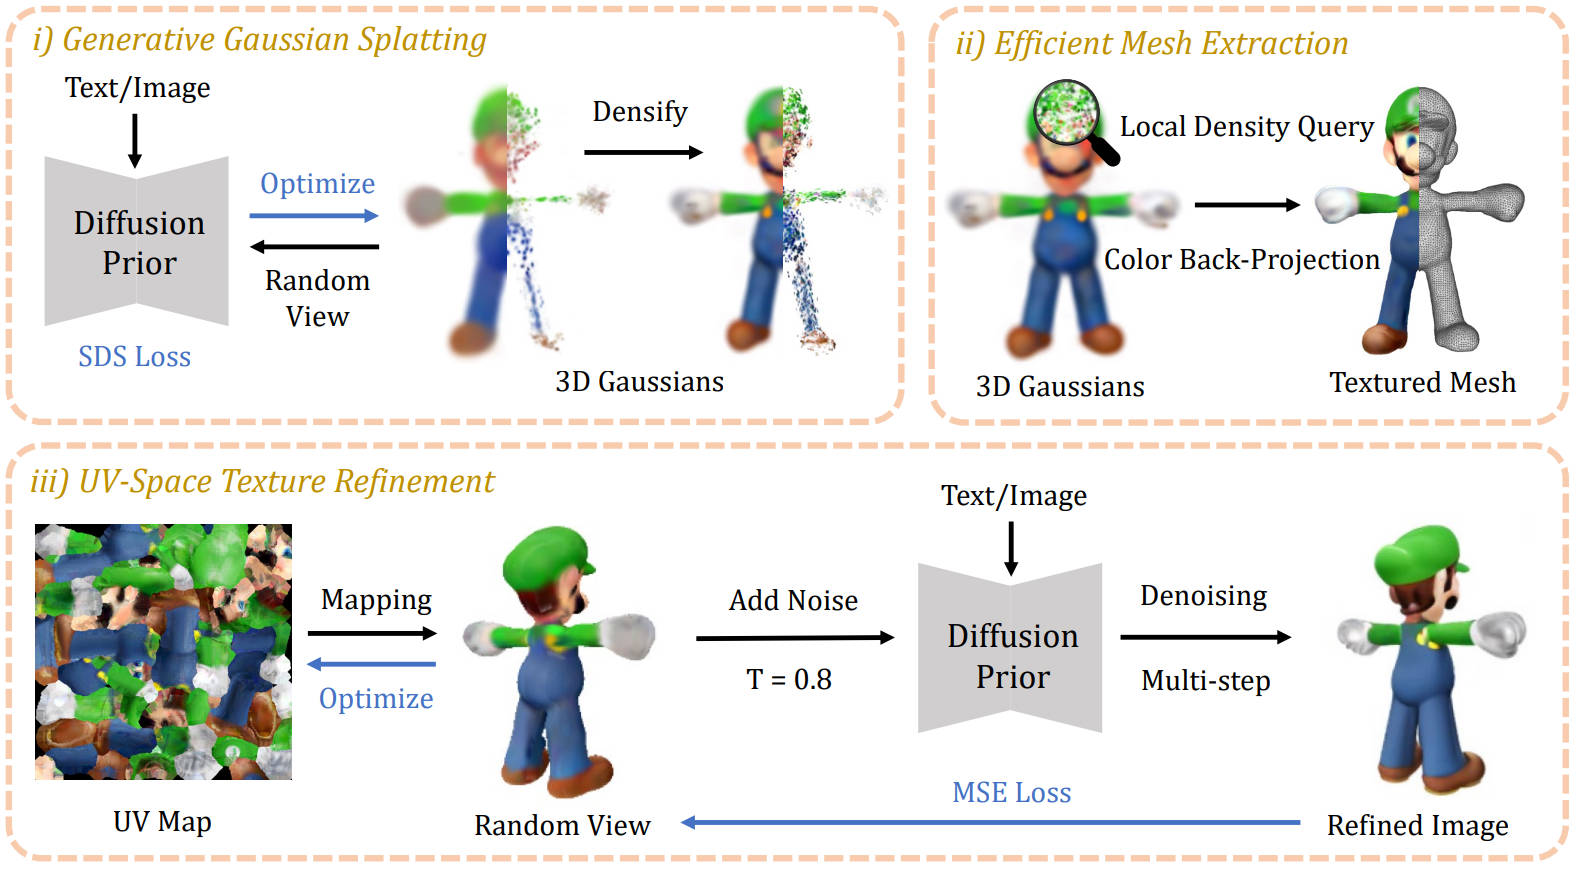 i) Generative Gaussian Splatting
Text/Image
Diffusion
Prior
SDS Loss
Optimize
Random
View
Densify
3D Gaussians
ii) Efficient Mesh Extraction
Local Density Query
Color Back-Projection
3D Gaussians
Textured Mesh
iii) UV-Space Texture Refinement
UV Map
Mapping
Optimize
Random View
Add Noise
T = 0.8
Text/Image
Diffusion
Prior
Denoising
Multi-step
MSE Loss
Refined Image